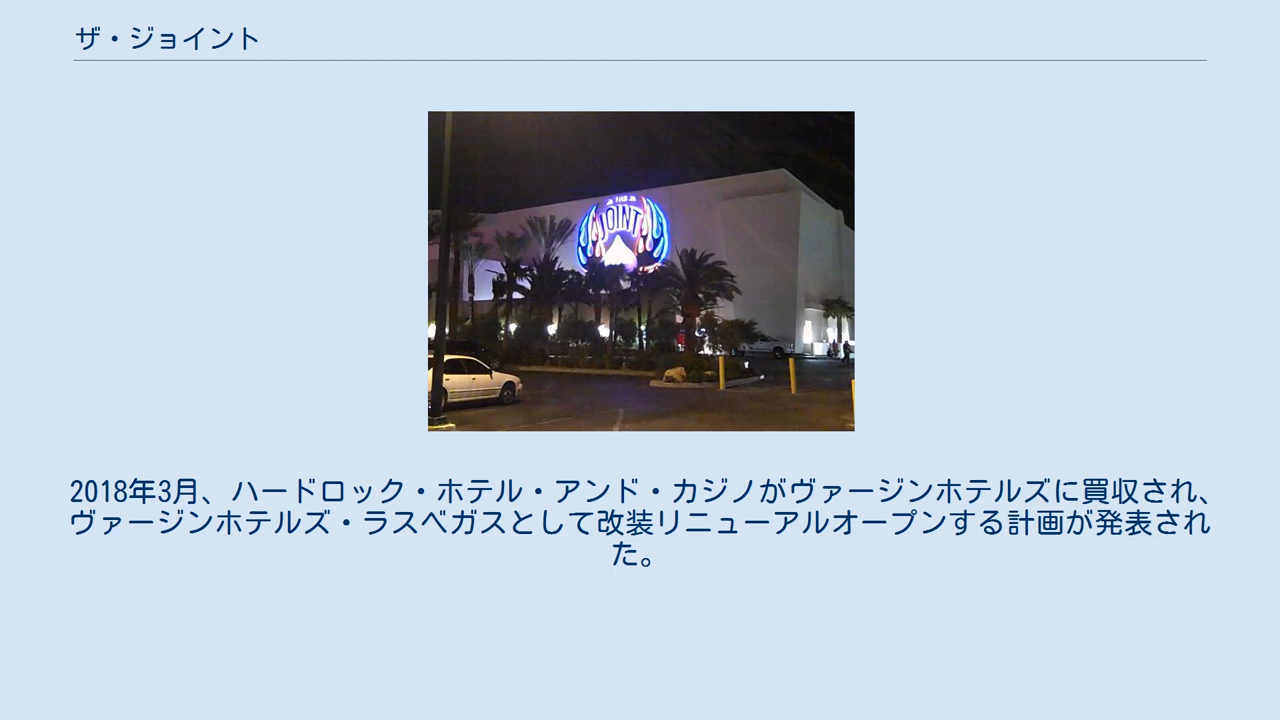 ザ・ジョイント
THE
JOINT
2018年3月、ハードロック・ホテル・アンド・カジノがヴァージンホテルズに買収され、
ヴァージンホテルズ・ラスベガスとして改装リニューアルオープンする計画が発表され
た。